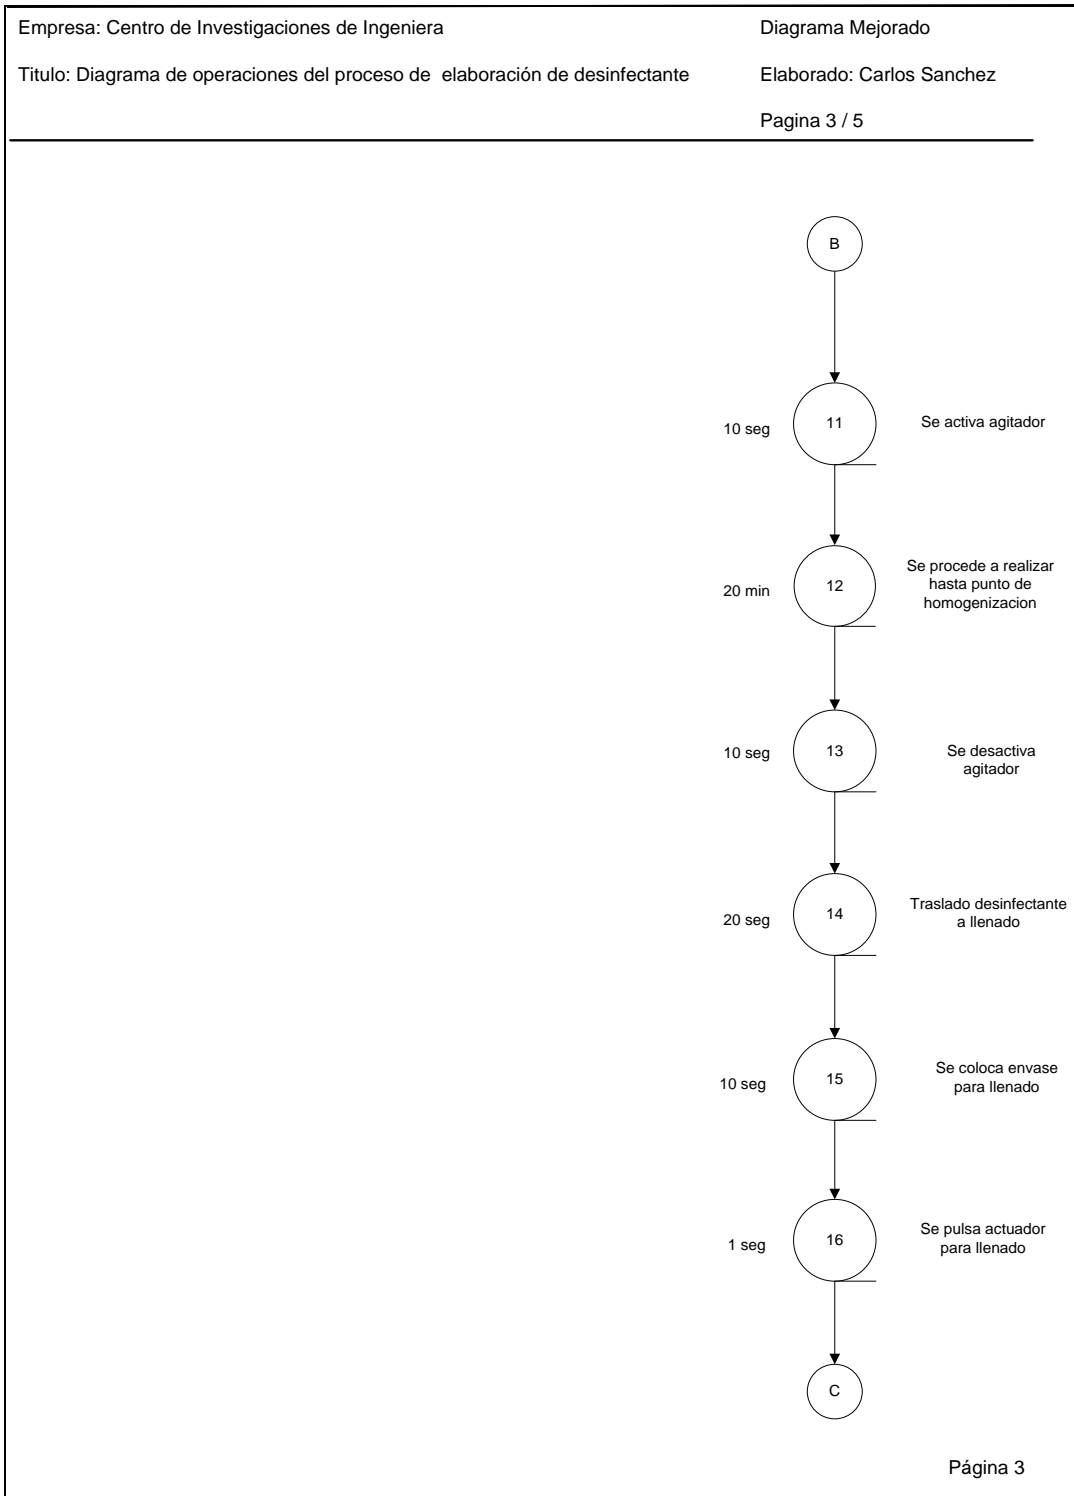 Empresa: Centro de Investigaciones de Ingeniera
Diagrama Mejorado
Titulo: Diagrama de operaciones del proceso de  elaboración de desinfectante
Elaborado: Carlos Sanchez
Pagina 3 / 5
B
10 seg
11
Se activa agitador
20 min
12
Se procede a realizar
hasta punto de
homogenizacion
10 seg
13
Se desactiva
agitador
20 seg
14
Traslado desinfectante
a llenado
10 seg
15
Se coloca envase
para llenado
1 seg
16
Se pulsa actuador
para llenado
C
Página 3